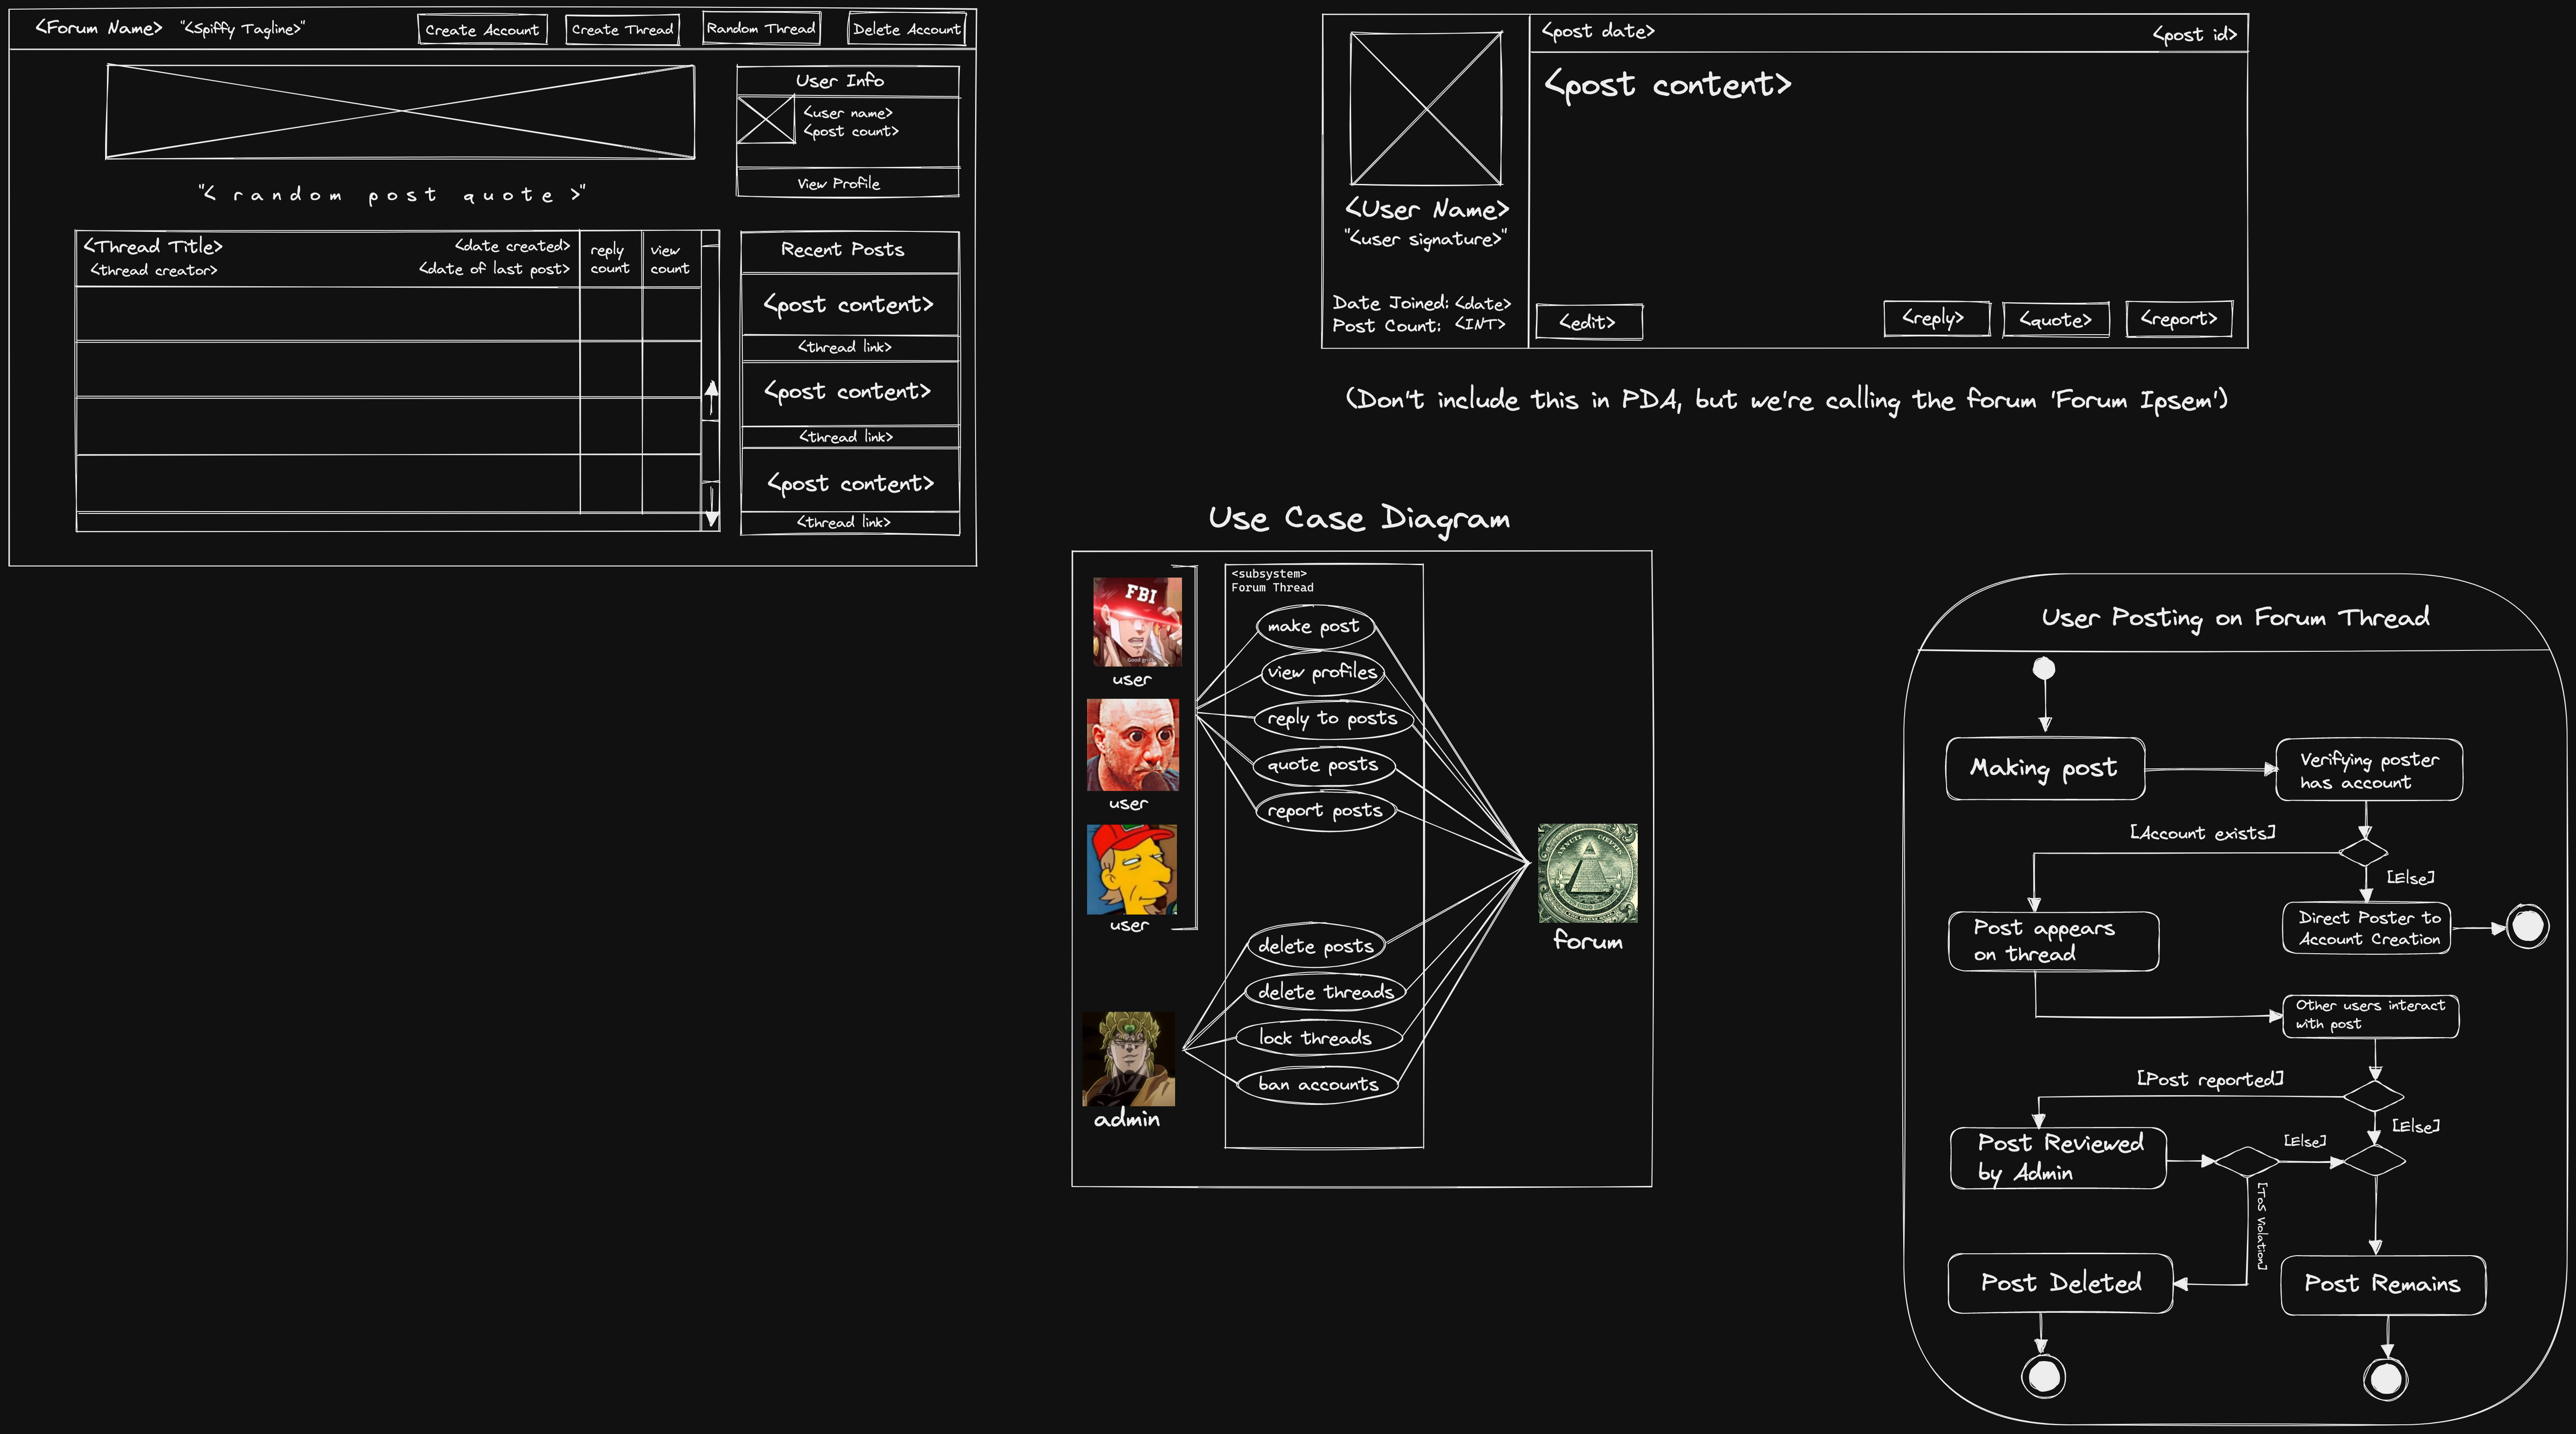 <Forum Name> "<Spiffy Tagline>" Create Account Create Thread Random Thread Delete Account
User Info
<user name>
<post count>
View Profile
"< random post quote >"
<Thread Title> <date created> reply view
<thread creator> <date of last post> count count
Recent Posts
<post content>
<thread link>
<post content>
<thread link>
<post content>
<thread link>
<post date> <post id>
<post content>
<User Name>
"<user signature>"
Date Joined: <date>
Post Count: <INT>
<edit> <reply> <quote> <report>
(Don't include this in PDA, but we're calling the forum 'Forum Ipsem')
Use Case Diagram
<subsystem>
Forum Thread
FBI
Good grief
user
user
user
admin
make post
view profiles
reply to posts
quote posts
report posts
delete posts
delete threads
lock threads
ban accounts
ANNUIT COEPTIS
forum
User Posting on Forum Thread
Making post
Verifying poster
has account
[Account exists]
[Else]
Post appears
on thread
Direct Poster to
Account Creation
Other users interact
with post
[Post reported]
[Else]
Post Reviewed
by Admin
[Else]
[ToS Violation]
Post Deleted
Post Remains